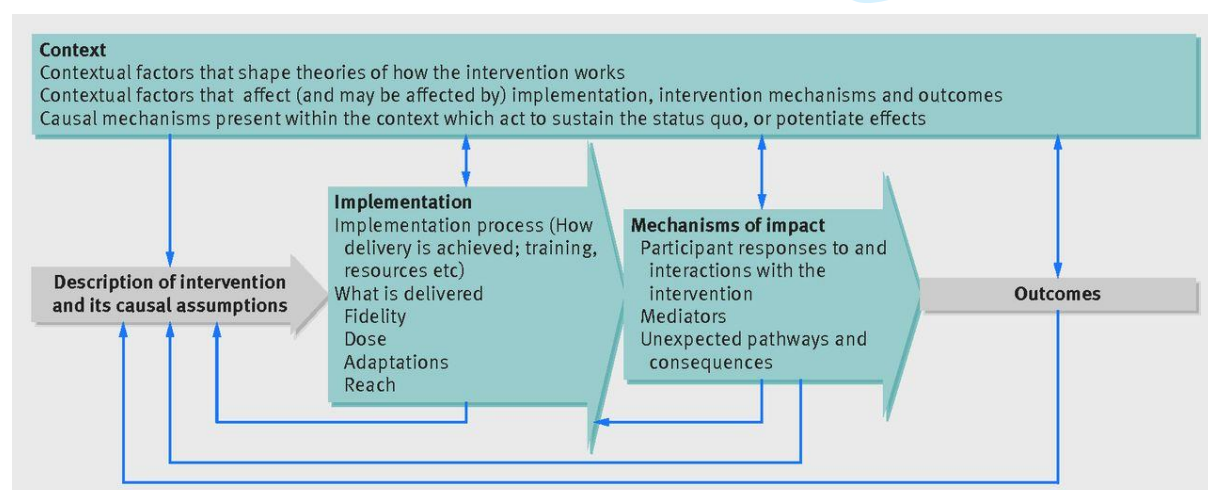 Context
Contextual factors that shape theories of how the intervention works
Contextual factors that affect (and may be affected by) implementation, intervention mechanisms and outcomes
Causal mechanisms present within the context which act to sustain the status quo, or potentiate effects
Description of intervention
and its causal assumptions
Implementation
Implementation process (How
delivery is achieved; training,
resources etc)
What is delivered
Fidelity
Dose
Adaptations
Reach
Mechanisms of impact
Participant responses to and
interactions with the
intervention
Mediators
Unexpected pathways and
consequences
Outcomes